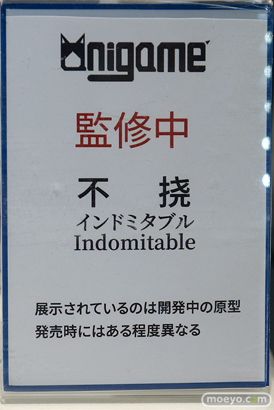 Onigame
監修中
不 挠
インドミタブル
Indomitable
展示されているのは開発中の原型
発売時にはある程度異なる
moeyo.com